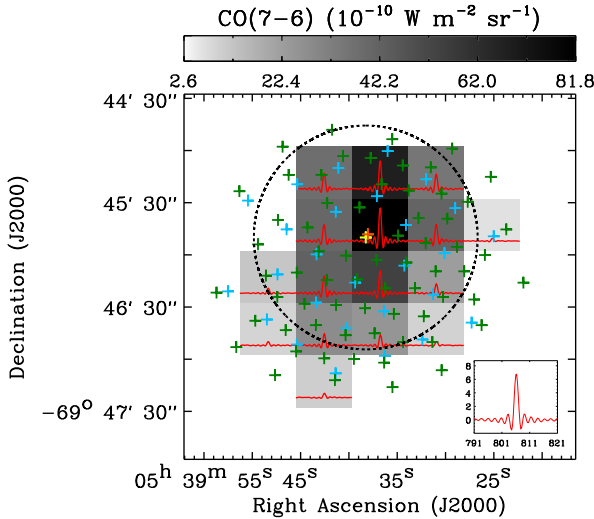 CO(7−6) (10⁻¹⁰ W m⁻² sr⁻¹)
2.6 22.4 42.2 62.0 81.8
44′ 30″
45′ 30″
46′ 30″
−69° 47′ 30″
Declination (J2000)
8
6
4
2
0
791 801 811 821
05ʰ 39ᵐ 55ˢ 45ˢ 35ˢ 25ˢ
Right Ascension (J2000)